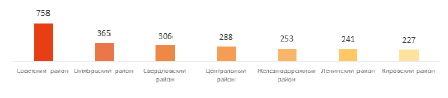 758
365
306
288
253
241
227
Советский район
Октябрьский район
Свердловский район
Центральный район
Железнодорожный район
Ленинский район
Кировский район